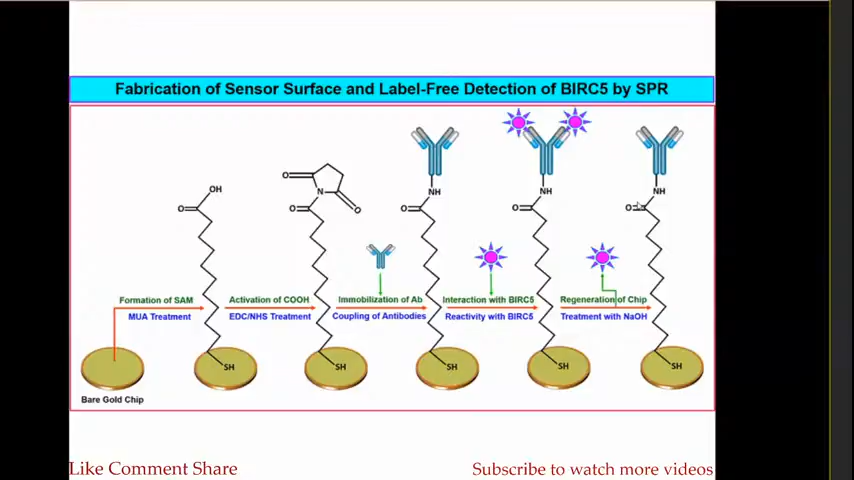 Fabrication of Sensor Surface and Label-Free Detection of BIRC5 by SPR
OH
O
O
N
O
O
NH
O
NH
O
NH
O
Formation of SAM
MUA Treatment
Activation of COOH
EDC/NHS Treatment
Immobilization of Ab
Coupling of Antibodies
Interaction with BIRC5
Reactivity with BIRC5
Regeneration of Chip
Treatment with NaOH
SH
SH
SH
SH
SH
Bare Gold Chip
Like Comment Share
Subscribe to watch more videos